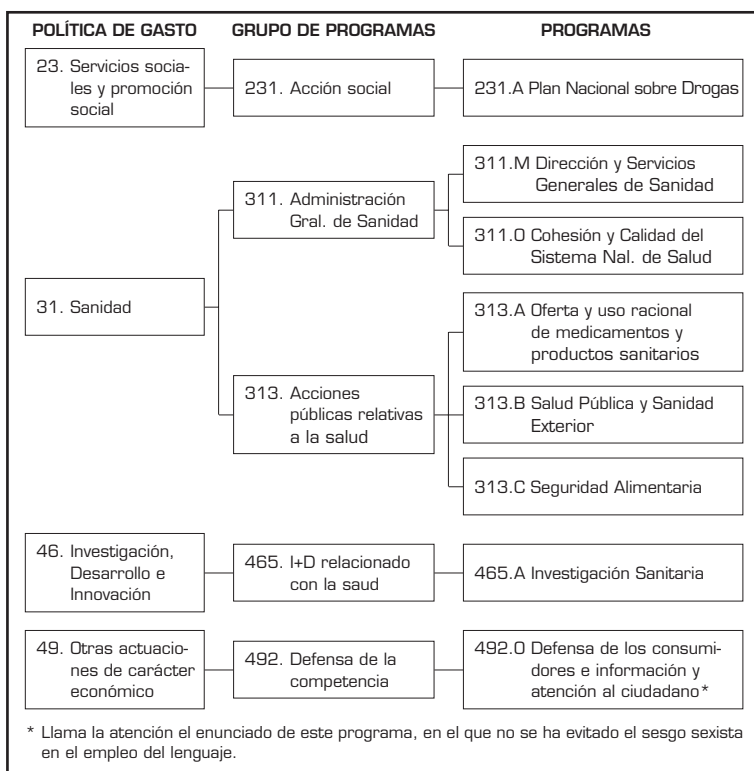 POLÍTICA DE GASTO
GRUPO DE PROGRAMAS
PROGRAMAS
23. Servicios socia-
les y promoción
social
231. Acción social
231.A Plan Nacional sobre Drogas
31. Sanidad
311. Administración
Gral. de Sanidad
311.M Dirección y Servicios
Generales de Sanidad
311.O Cohesión y Calidad del
Sistema Nal. de Salud
313. Acciones
públicas relativas
a la salud
313.A Oferta y uso racional
de medicamentos y
productos sanitarios
313.B Salud Pública y Sanidad
Exterior
313.C Seguridad Alimentaria
46. Investigación,
Desarrollo e
Innovación
465. I+D relacionado
con la saud
465.A Investigación Sanitaria
49. Otras actuacio-
nes de carácter
económico
492. Defensa de la
competencia
492.O Defensa de los consumi-
dores e información y
atención al ciudadano*
* Llama la atención el enunciado de este programa, en el que no se ha evitado el sesgo sexista
en el empleo del lenguaje.